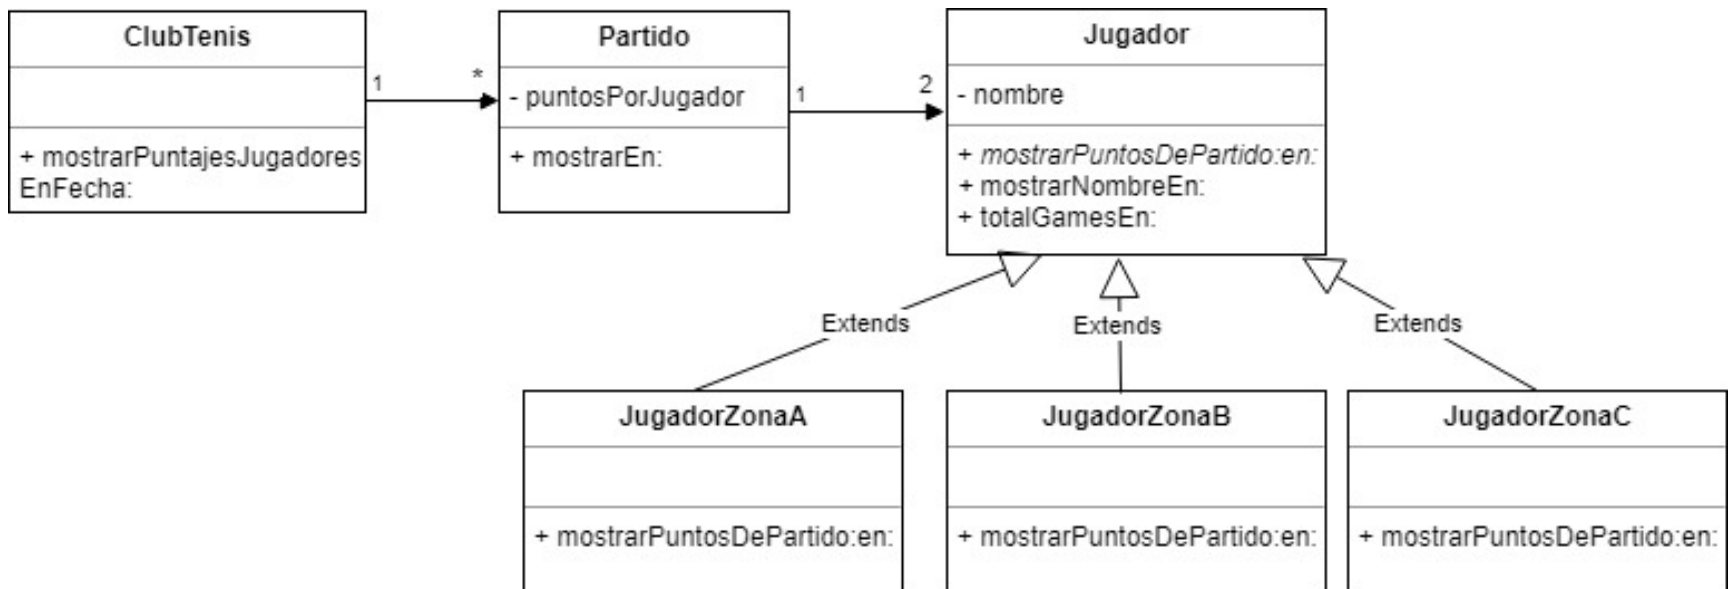 ClubTenis
+ mostrarPuntajesJugadores
EnFecha:
1
*
Partido
- puntosPorJugador
+ mostrarEn:
1
2
Jugador
- nombre
+ mostrarPuntosDePartido:en:
+ mostrarNombreEn:
+ totalGamesEn:
Extends
Extends
Extends
JugadorZonaA
+ mostrarPuntosDePartido:en:
JugadorZonaB
+ mostrarPuntosDePartido:en:
JugadorZonaC
+ mostrarPuntosDePartido:en: